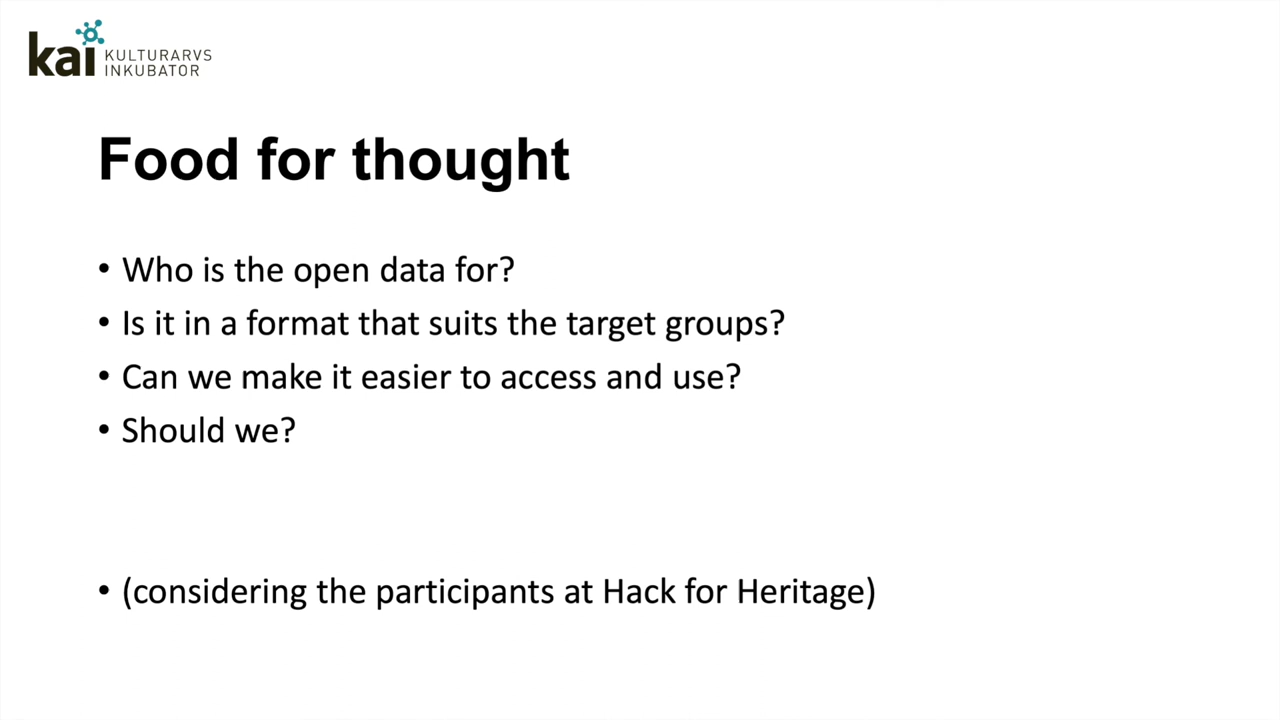 kai KULTURARVS
INKUBATOR
Food for thought
• Who is the open data for?
• Is it in a format that suits the target groups?
• Can we make it easier to access and use?
• Should we?
• (considering the participants at Hack for Heritage)